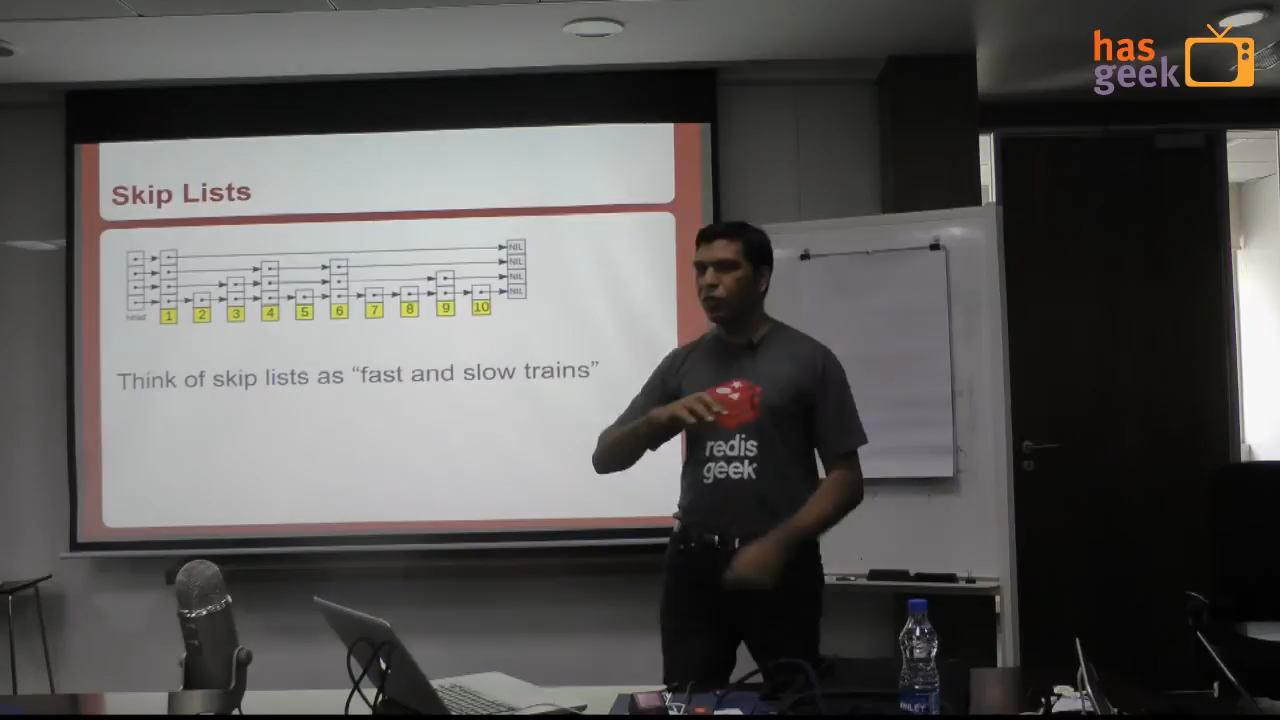 has
geek
Skip Lists
NIL
NIL
NIL
NIL
head
1 2 3 4 5 6 7 8 9 10
Think of skip lists as “fast and slow trains”
redis
geek